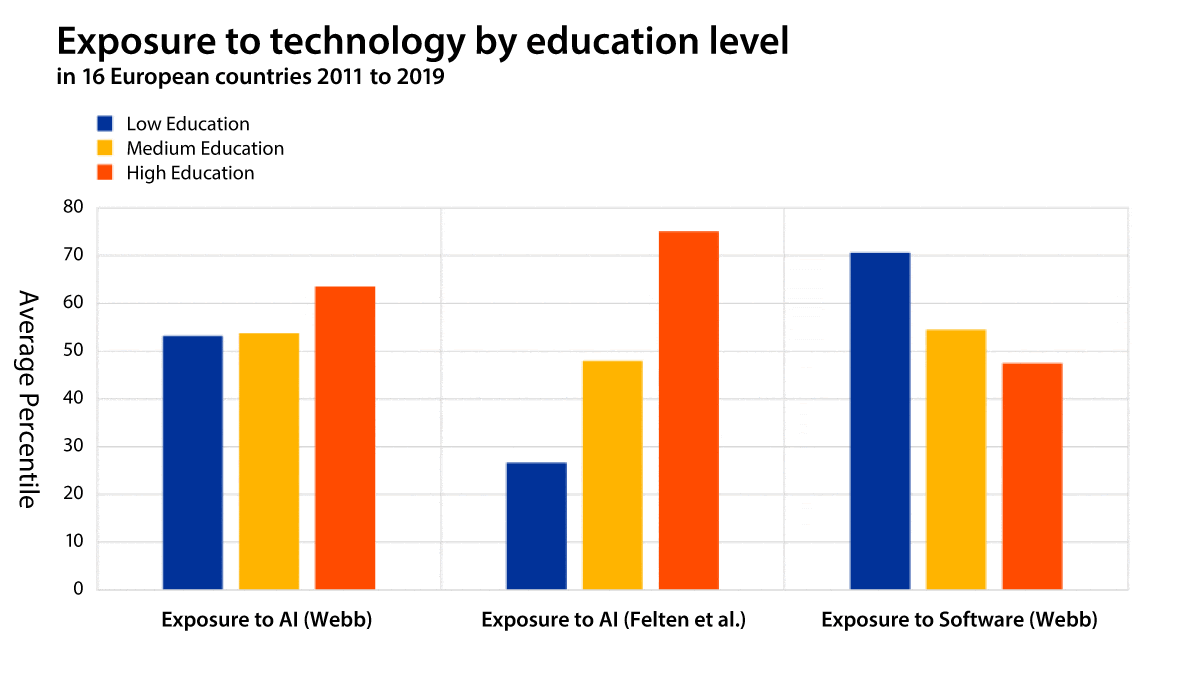 Exposure to technology by education level
in 16 European countries 2011 to 2019
Low Education
Medium Education
High Education
80
70
60
50
40
30
20
10
0
Average Percentile
Exposure to AI (Webb)
Exposure to AI (Felten et al.)
Exposure to Software (Webb)